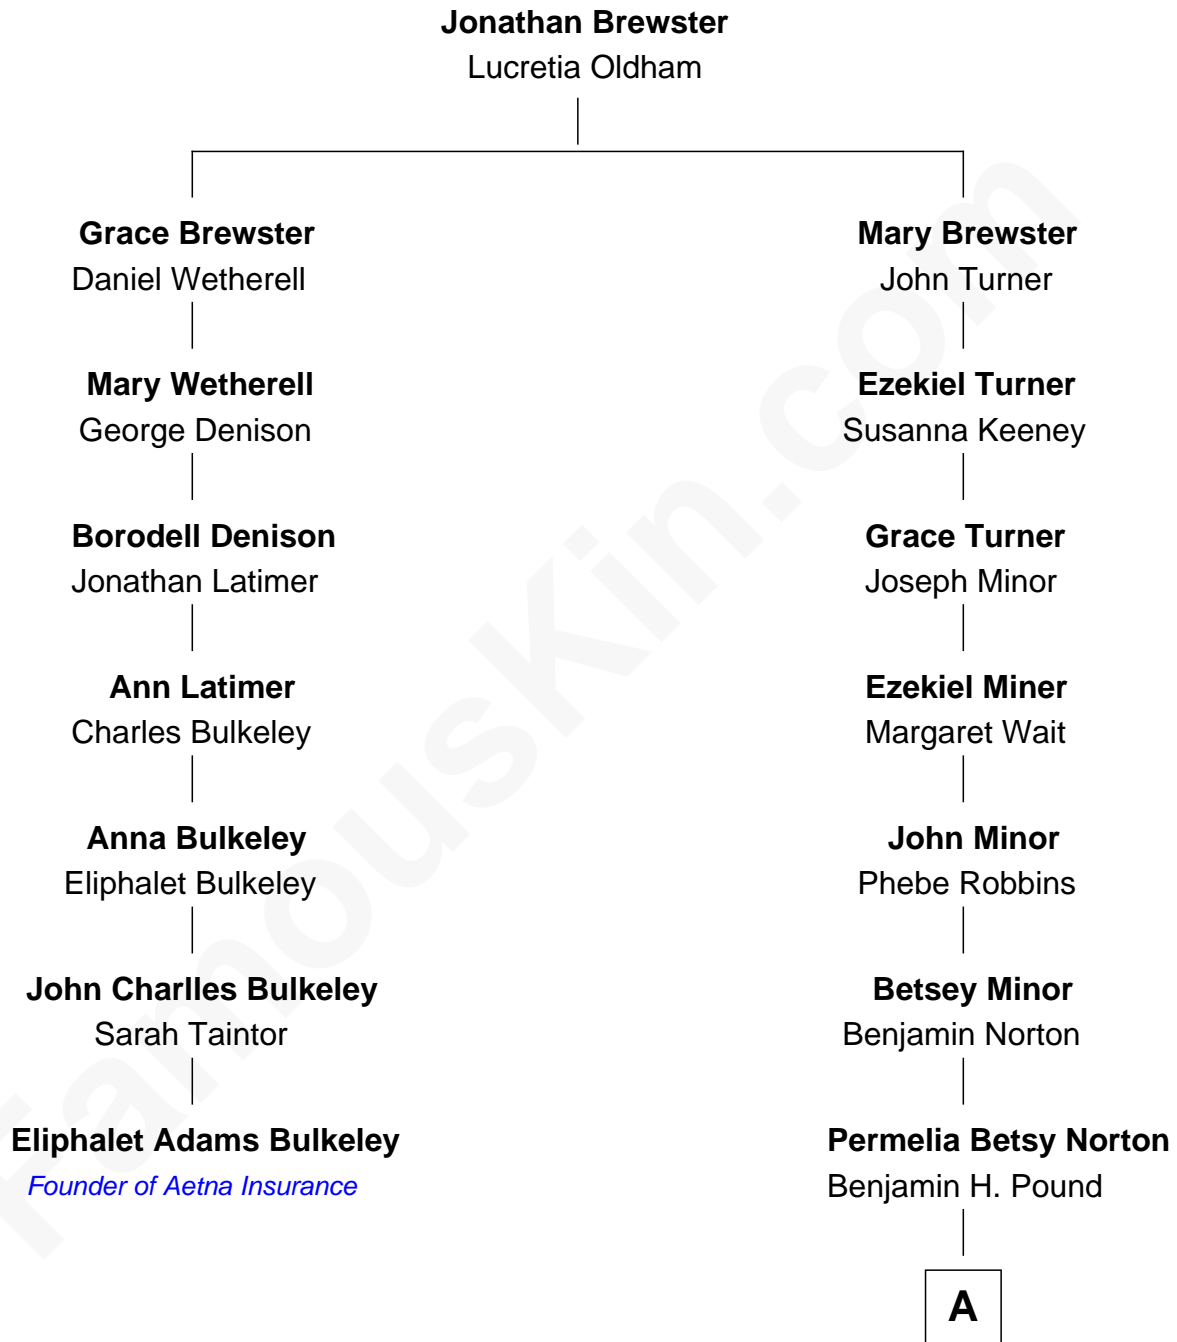 Jonathan Brewster
Lucretia Oldham
Grace Brewster
Daniel Wetherell
Mary Wetherell
George Denison
Borodell Denison
Jonathan Latimer
Ann Latimer
Charles Bulkeley
Anna Bulkeley
Eliphalet Bulkeley
John Charlles Bulkeley
Sarah Taintor
Eliphalet Adams Bulkeley
Founder of Aetna Insurance
Mary Brewster
John Turner
Ezekiel Turner
Susanna Keeney
Grace Turner
Joseph Minor
Ezekiel Miner
Margaret Wait
John Minor
Phebe Robbins
Betsey Minor
Benjamin Norton
Permelia Betsy Norton
Benjamin H. Pound
A
FamousKin.com